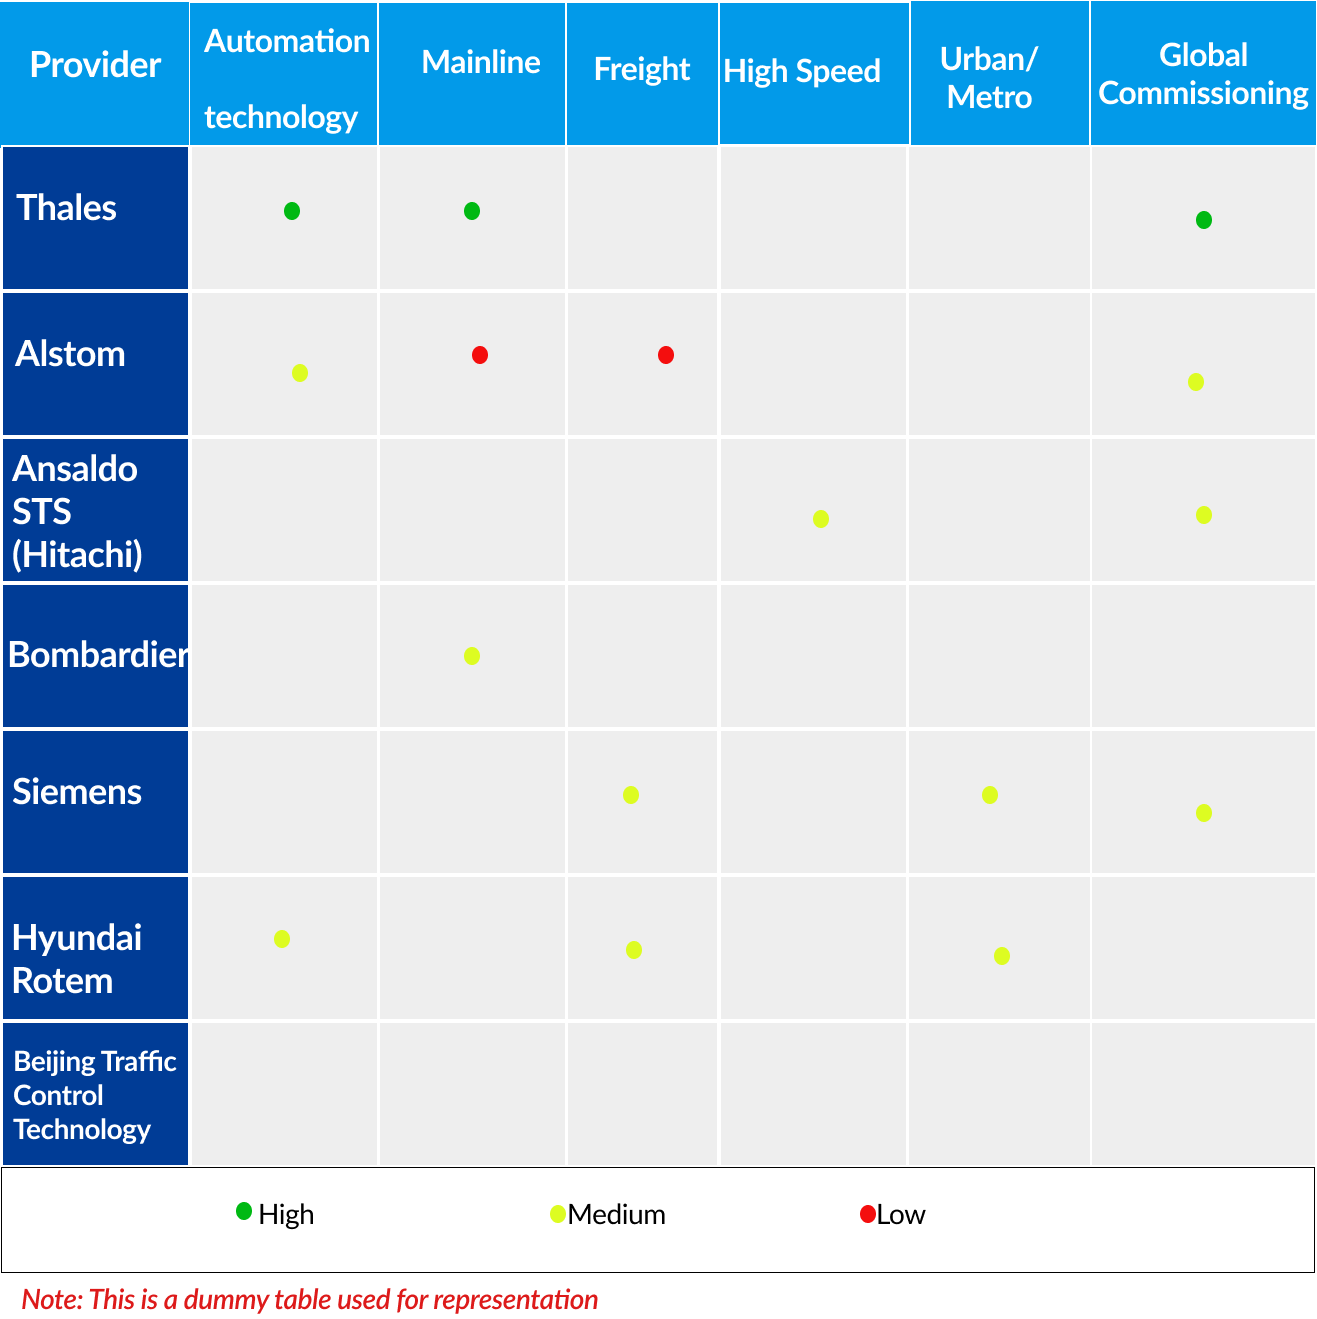 Provider
Automation
technology
Mainline
Freight
High Speed
Urban/
Metro
Global
Commissioning
Thales
Alstom
Ansaldo
STS
(Hitachi)
Bombardier
Siemens
Hyundai
Rotem
Beijing Traffic
Control
Technology
High
Medium
Low
Note: This is a dummy table used for representation